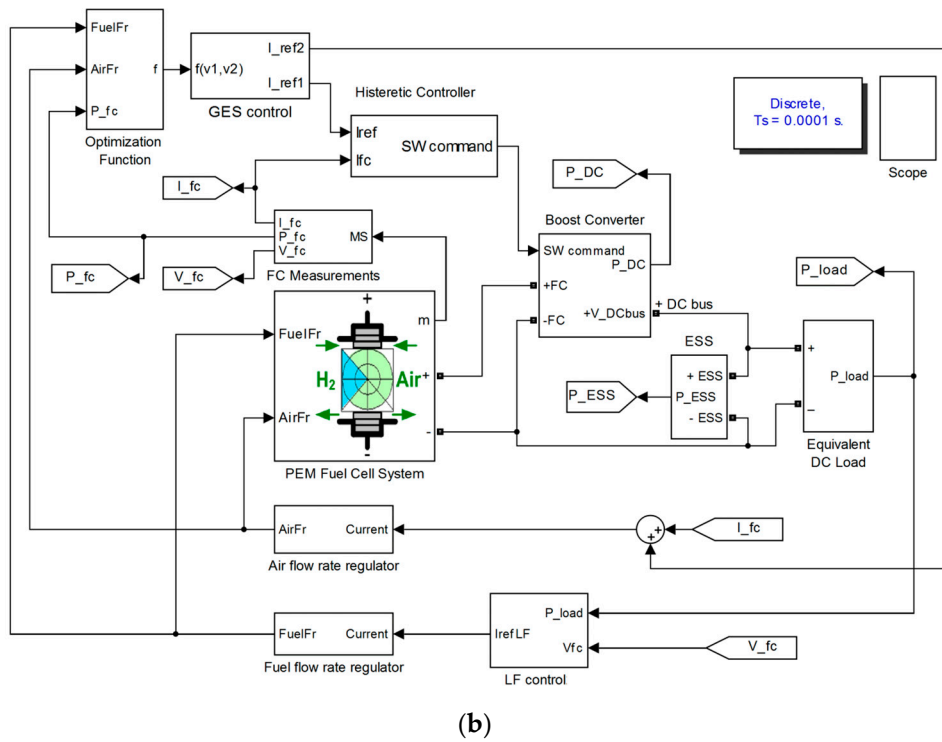 FuelFr
AirFr
f
P_fc
Optimization
Function
f(v1,v2)
I_ref2
I_ref1
GES control
Histeretic Controller
Iref
Ifc
SW command
Discrete,
Ts = 0.0001 s.
Scope
I_fc
P_DC
I_fc
P_fc
V_fc
MS
FC Measurements
P_fc
V_fc
Boost Converter
SW command
P_DC
+FC
+V_DCbus
-FC
+ DC bus
P_load
FuelFr
AirFr
m
+
-
+
H2
Air
-
PEM Fuel Cell System
ESS
+ ESS
P_ESS
- ESS
P_ESS
+
P_load
–
Equivalent
DC Load
AirFr
Current
Air flow rate regulator
+
+
I_fc
FuelFr
Current
Fuel flow rate regulator
P_load
Iref LF
Vfc
LF control
V_fc
(b)